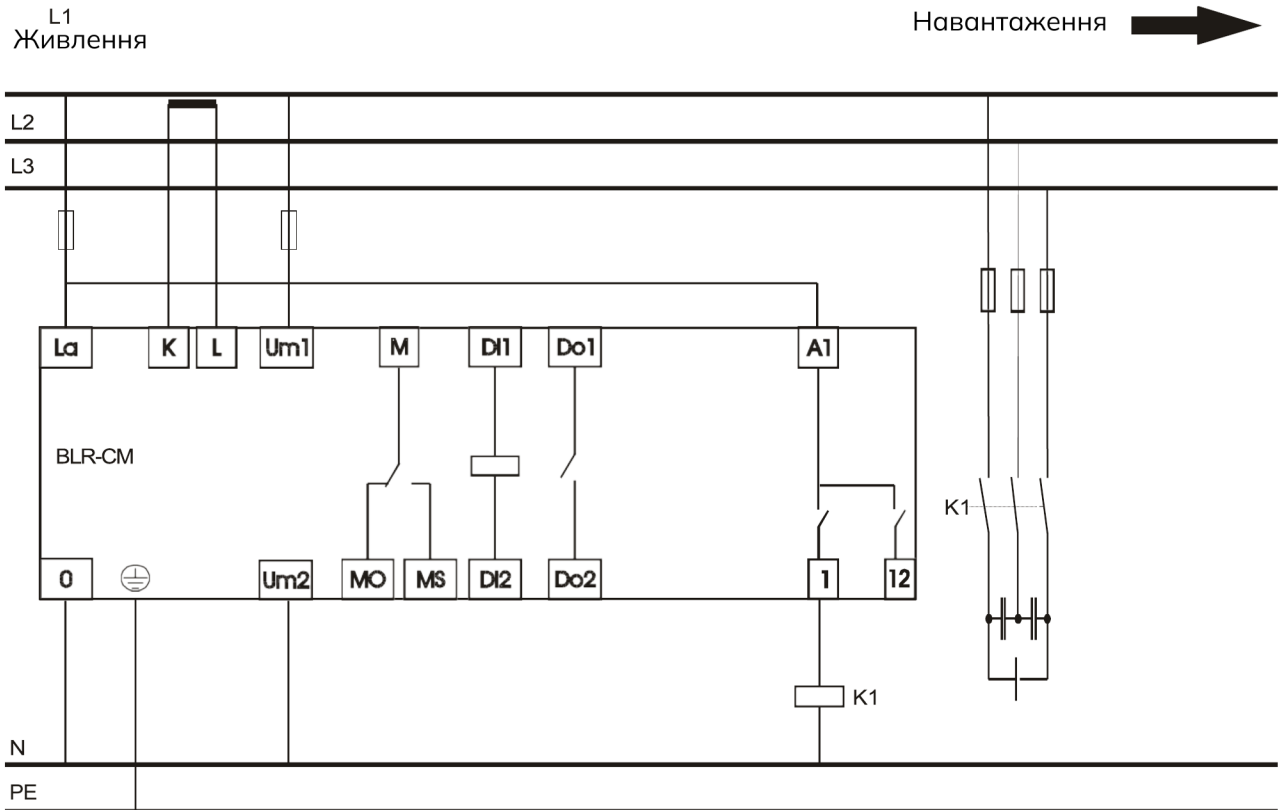 L1
Живлення
Навантаження
L2
L3
La K L Um1 M DI1 Do1 A1
BLR-CM
K1
0 Um2 MO MS DI2 Do2 1 12
K1
N
PE